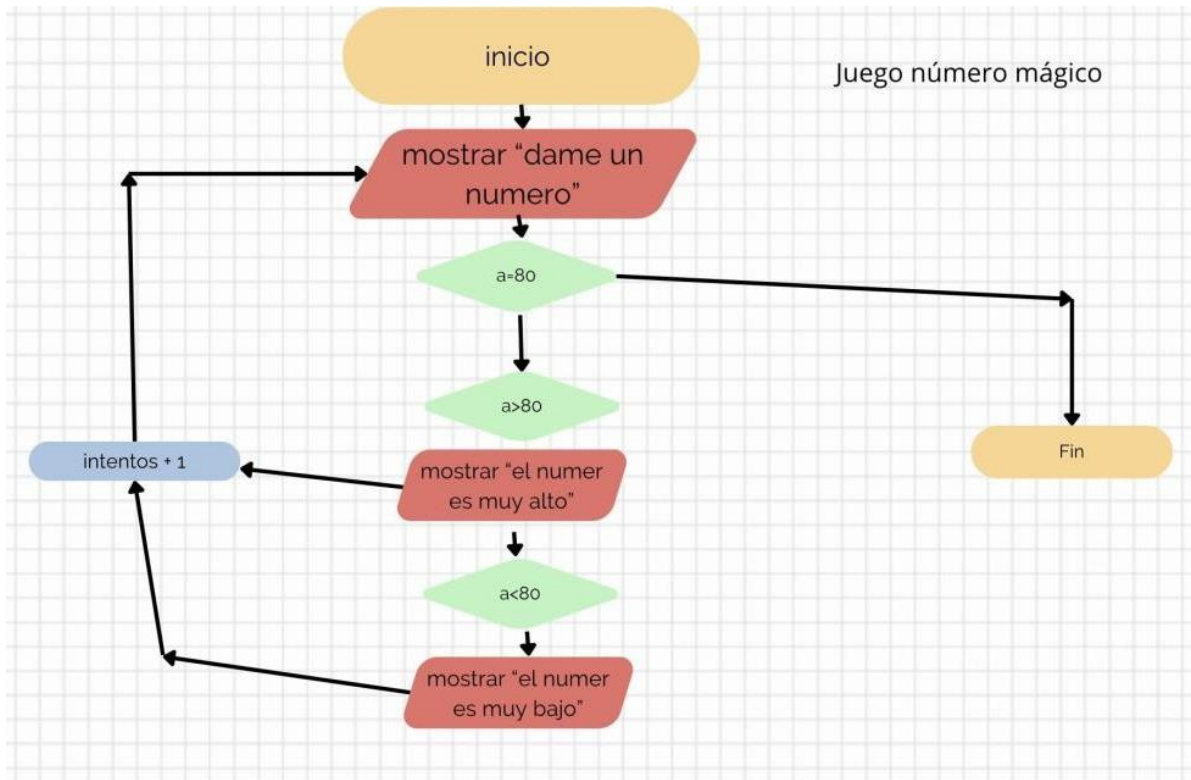 inicio
Juego número mágico
mostrar “dame un
numero”
a=80
a>80
mostrar “el numer
es muy alto”
intentos + 1
Fin
a<80
mostrar “el numer
es muy bajo”